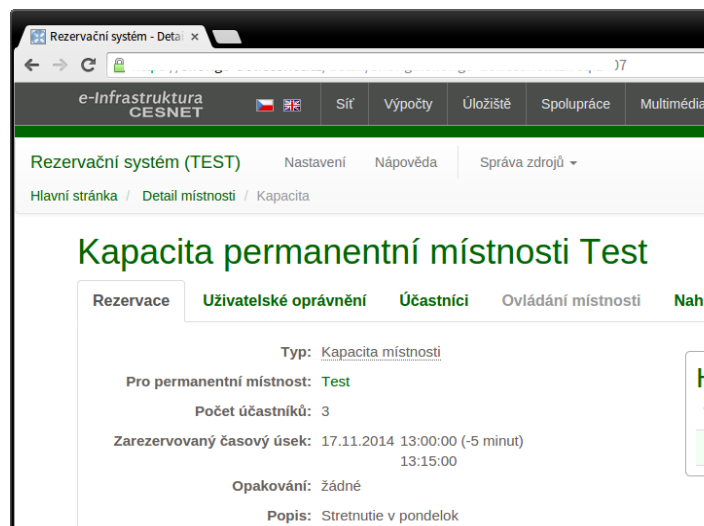 Rezervační systém - Detai ×
07
e-Infrastruktura
CESNET
Síť Výpočty Úložiště Spolupráce Multimédia
Rezervační systém (TEST) Nastavení Nápověda Správa zdrojů
Hlavní stránka / Detail místnosti / Kapacita
Kapacita permanentní místnosti Test
Rezervace Uživatelské oprávnění Účastníci Ovládání místnosti Nah
Typ: Kapacita místnosti
Pro permanentní místnost: Test
Počet účastníků: 3
Zarezervovaný časový úsek: 17.11.2014 13:00:00 (-5 minut)
13:15:00
Opakování: žádné
Popis: Stretnutie v pondelok